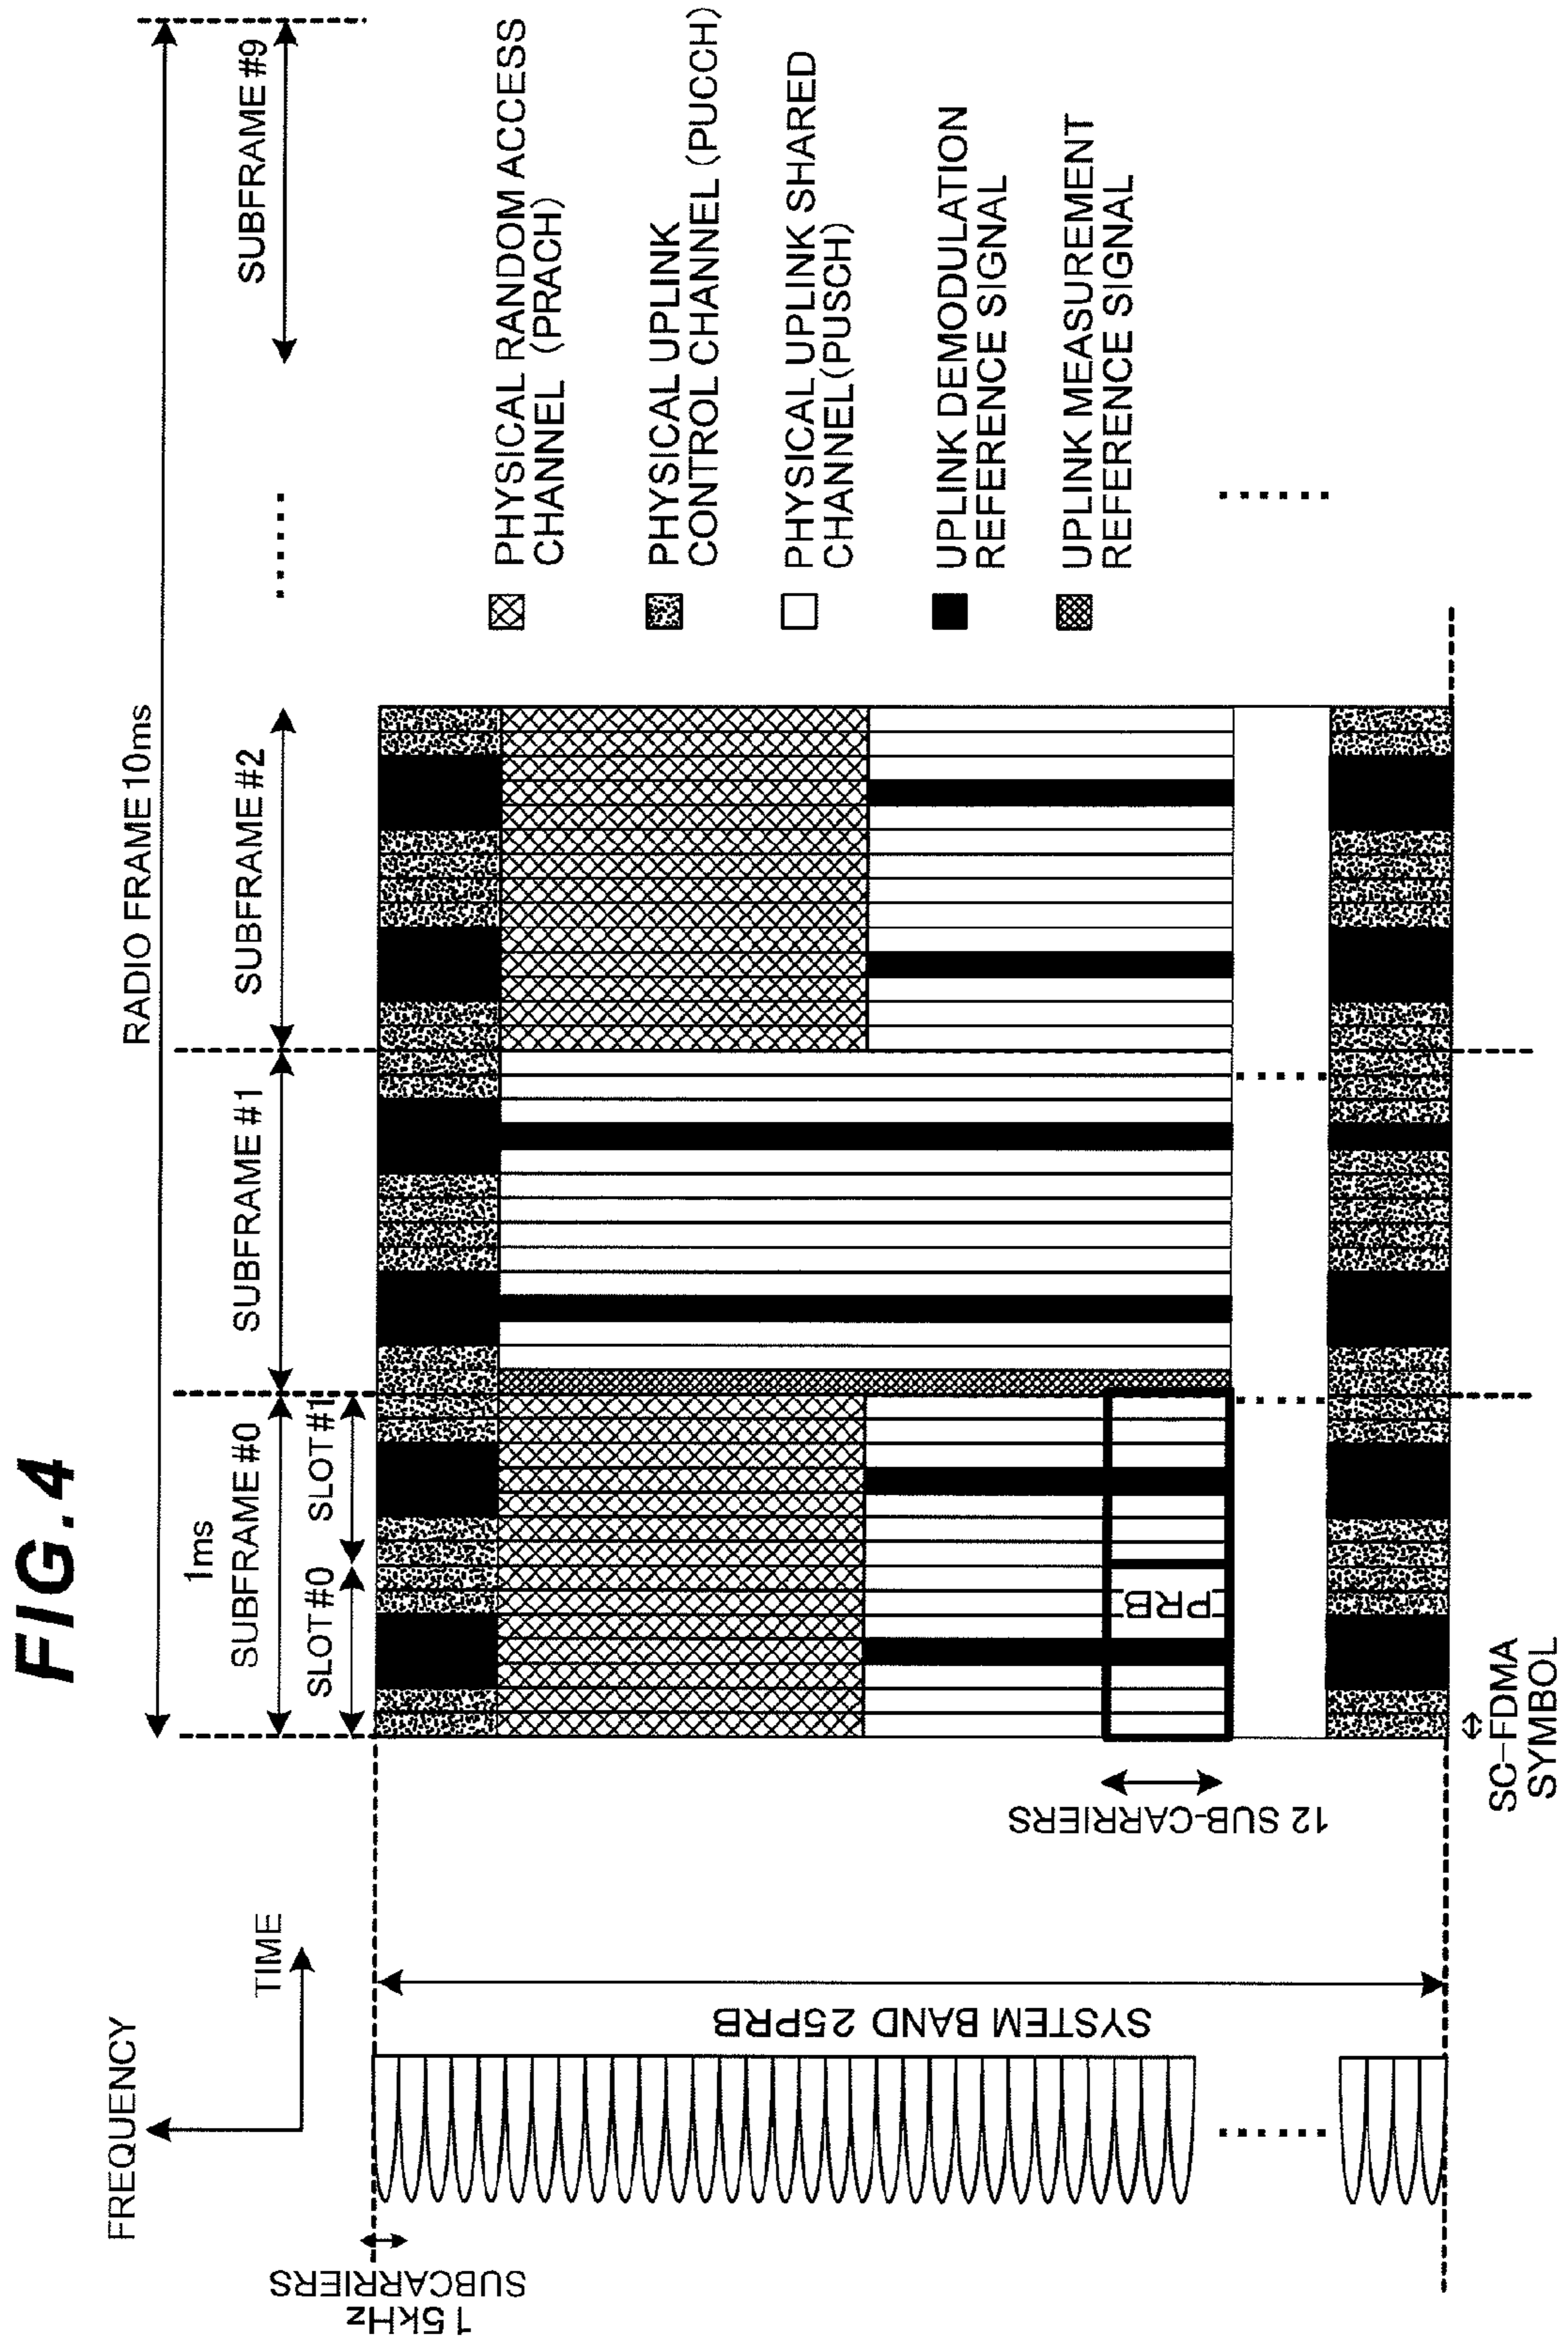 FIG.4
RADIO FRAME 10ms
1ms
SUBFRAME #0
SUBFRAME #1
SUBFRAME #2
SUBFRAME #9
SLOT#0
SLOT#1
FREQUENCY
TIME
15kHz
SUBCARRIERS
SYSTEM BAND 25PRB
12 SUB-CARRIERS
PRB
SC-FDMA
SYMBOL
PHYSICAL RANDOM ACCESS
CHANNEL (PRACH)
PHYSICAL UPLINK
CONTROL CHANNEL (PUCCH)
PHYSICAL UPLINK SHARED
CHANNEL(PUSCH)
UPLINK DEMODULATION
REFERENCE SIGNAL
UPLINK MEASUREMENT
REFERENCE SIGNAL